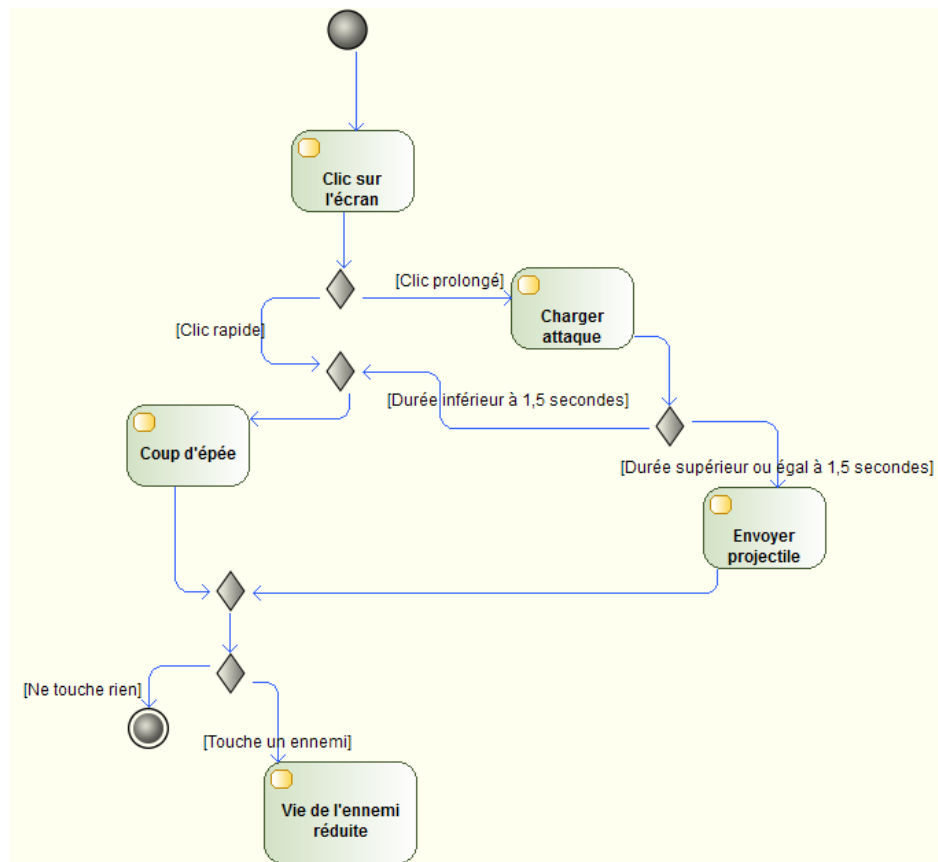 Clic sur
l'écran
[Clic prolongé]
Charger
attaque
[Clic rapide]
[Durée inférieur à 1,5 secondes]
Coup d'épée
[Durée supérieur ou égal à 1,5 secondes]
Envoyer
projectile
[Ne touche rien]
[Touche un ennemi]
Vie de l'ennemi
réduite